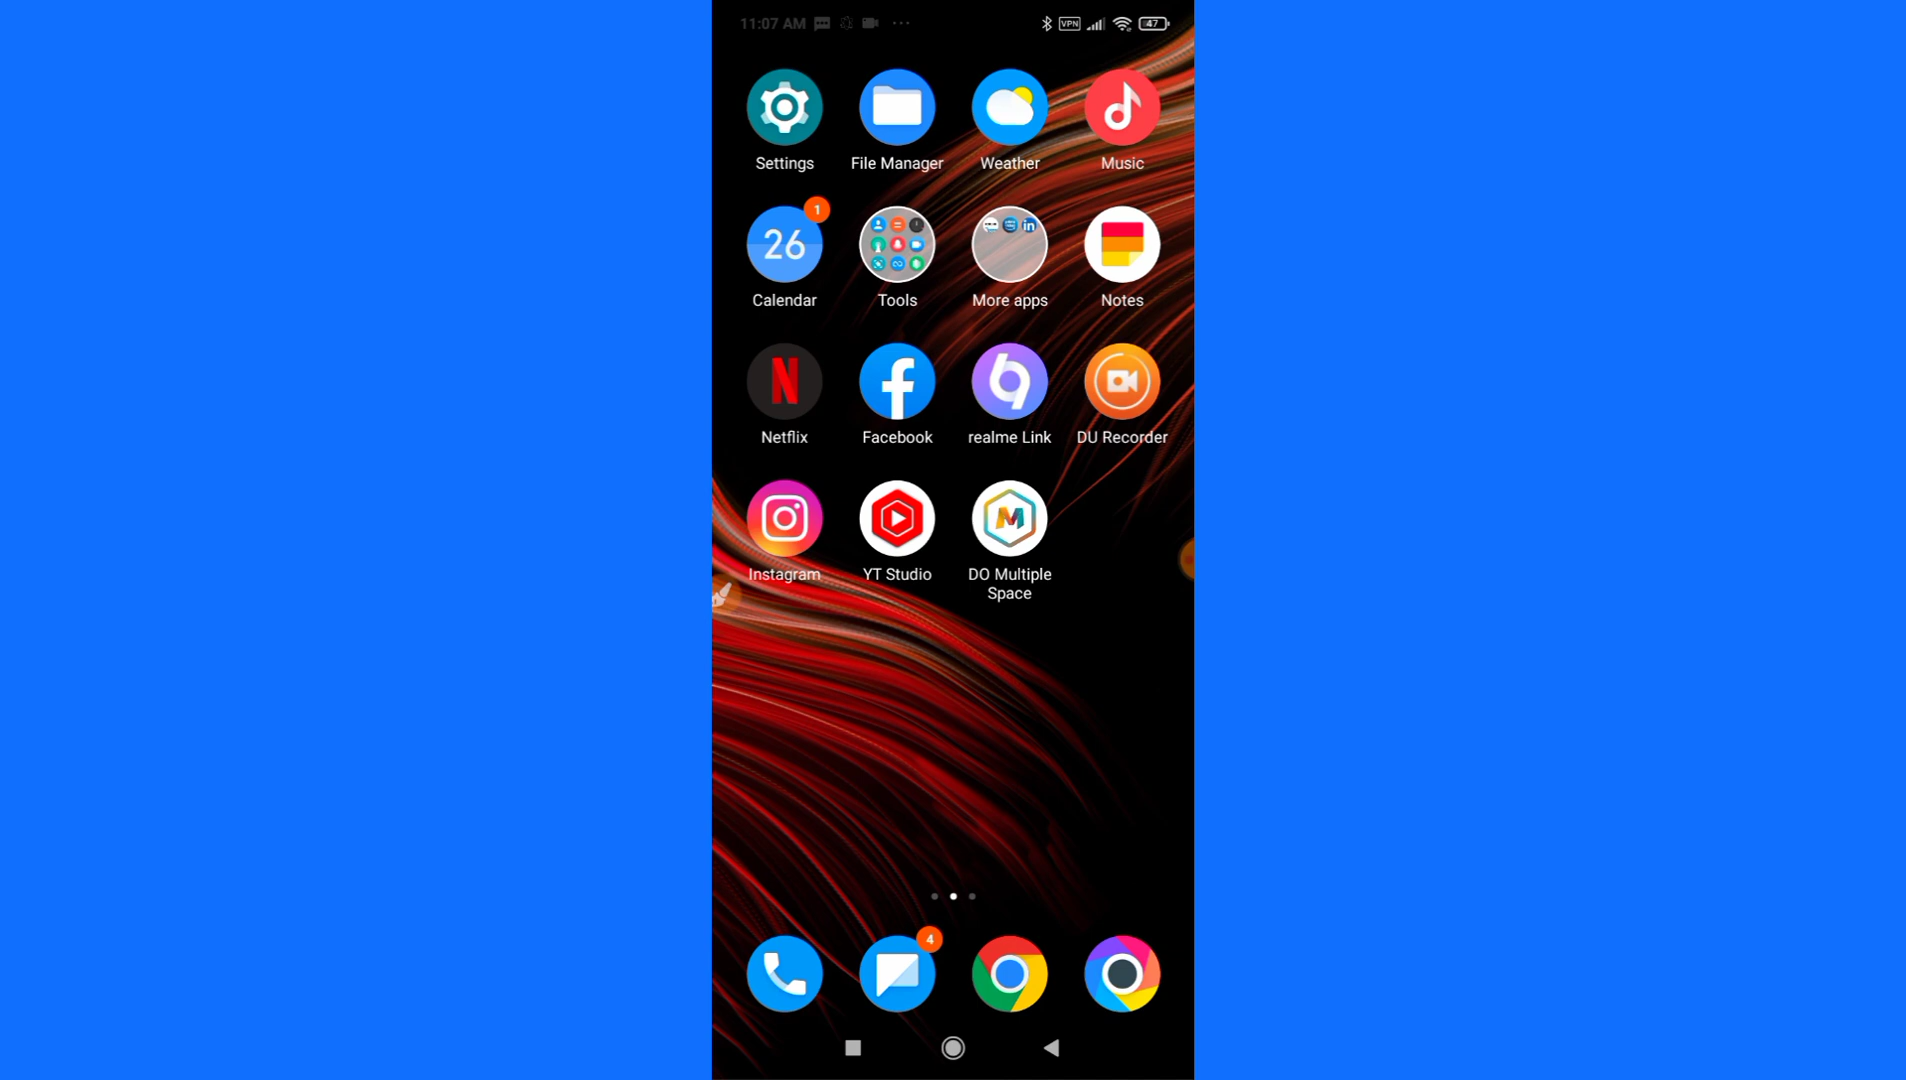 11:07 AM VPN 47
Settings File Manager Weather Music
1
26
Calendar Tools More apps Notes
Netflix Facebook realme Link DU Recorder
Instagram YT Studio DO Multiple
Space
4